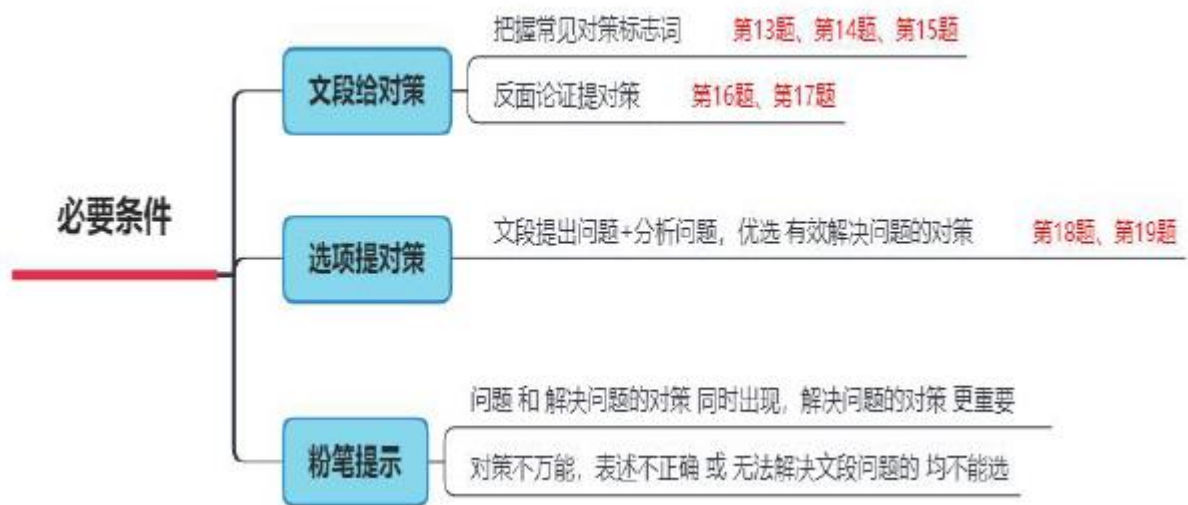 必要条件
文段给对策
把握常见对策标志词 第13题、第14题、第15题
反面论证提对策 第16题、第17题
选项提对策
文段提出问题+分析问题，优选 有效解决问题的对策 第18题、第19题
粉笔提示
问题 和 解决问题的对策 同时出现，解决问题的对策 更重要
对策不万能，表述不正确 或 无法解决文段问题的 均不能选